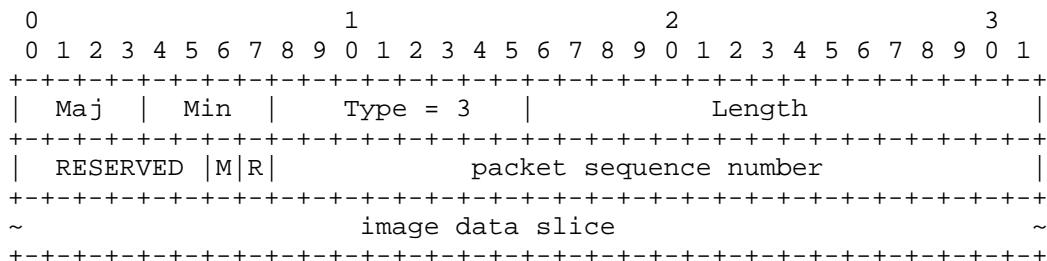 0                   1                   2                   3
 0 1 2 3 4 5 6 7 8 9 0 1 2 3 4 5 6 7 8 9 0 1 2 3 4 5 6 7 8 9 0 1
+-+-+-+-+-+-+-+-+-+-+-+-+-+-+-+-+-+-+-+-+-+-+-+-+-+-+-+-+-+-+-+-+
|  Maj  |  Min  |    Type = 3   |           Length              |
+-+-+-+-+-+-+-+-+-+-+-+-+-+-+-+-+-+-+-+-+-+-+-+-+-+-+-+-+-+-+-+-+
|  RESERVED |M|R|            packet sequence number             |
+-+-+-+-+-+-+-+-+-+-+-+-+-+-+-+-+-+-+-+-+-+-+-+-+-+-+-+-+-+-+-+-+
~                     image data slice                          ~
+-+-+-+-+-+-+-+-+-+-+-+-+-+-+-+-+-+-+-+-+-+-+-+-+-+-+-+-+-+-+-+-+